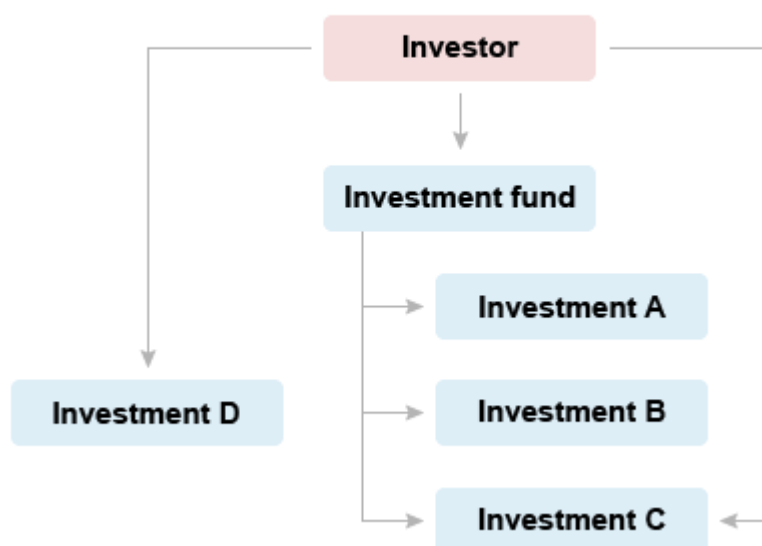 Investor
Investment fund
Investment A
Investment D
Investment B
Investment C